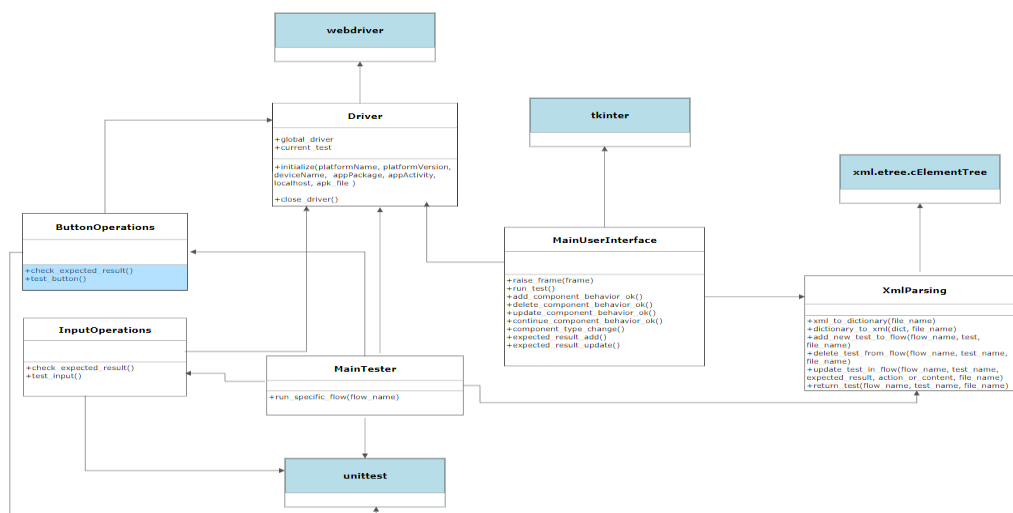 webdriver
Driver
+global_driver
+current_test
+initialize(platformName, platformVersion,
deviceName, appPackage, appActivity,
localhost, apk_file )
+close_driver()
tkinter
xml.etree.cElementTree
ButtonOperations
+check_expected_result()
+test_button()
MainUserInterface
+raise_frame(frame)
+run_test()
+add_component_behavior_ok()
+delete_component_behavior_ok()
+update_component_behavior_ok()
+continue_component_behavior_ok()
+component_type_change()
+expected_result_add()
+expected_result_update()
XmlParsing
+xml_to_dictionary(file_name)
+dictionary_to_xml(dict, file_name)
+add_new_test_to_flow(flow_name, test,
file_name)
+delete_test_from_flow(flow_name, test_name,
file_name)
+update_test_in_flow(flow_name, test_name,
expected_result, action_or_content, file_name)
+return_test(flow_name, test_name, file_name)
InputOperations
+check_expected_result()
+test_input()
MainTester
+run_specific_flow(flow_name)
unittest